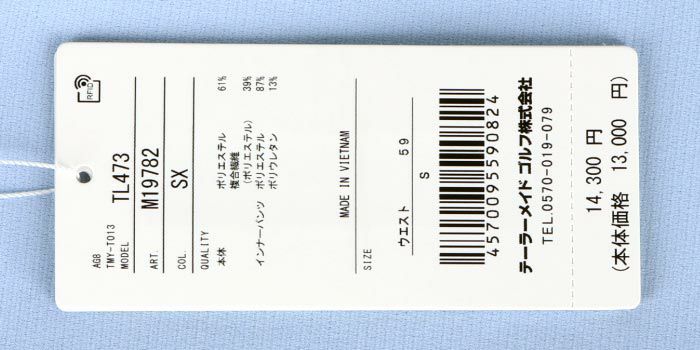 RFID
AGB
TMY-T013
MODEL TL473
ART. M19782
COL. SX
QUALITY
本体 ポリエステル 61%
複合繊維
(ポリエステル) 39%
インナーパンツ ポリエステル 87%
ポリウレタン 13%
MADE IN VIETNAM
SIZE
ウエスト 59
S
4570095590824
テーラーメイド ゴルフ株式会社
TEL.0570-019-079
14,300 円
(本体価格 13,000 円)